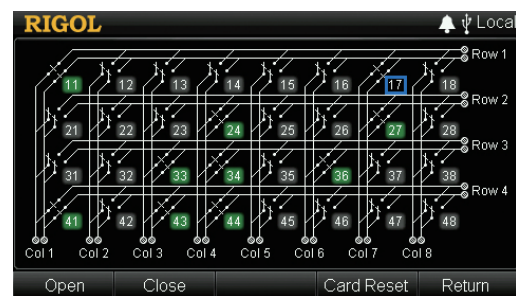 RIGOL Local
Row 1
11 12 13 14 15 16 17 18
Row 2
21 22 23 24 25 26 27 28
Row 3
31 32 33 34 35 36 37 38
Row 4
41 42 43 44 45 46 47 48
Col 1 Col 2 Col 3 Col 4 Col 5 Col 6 Col 7 Col 8
Open Close Card Reset Return